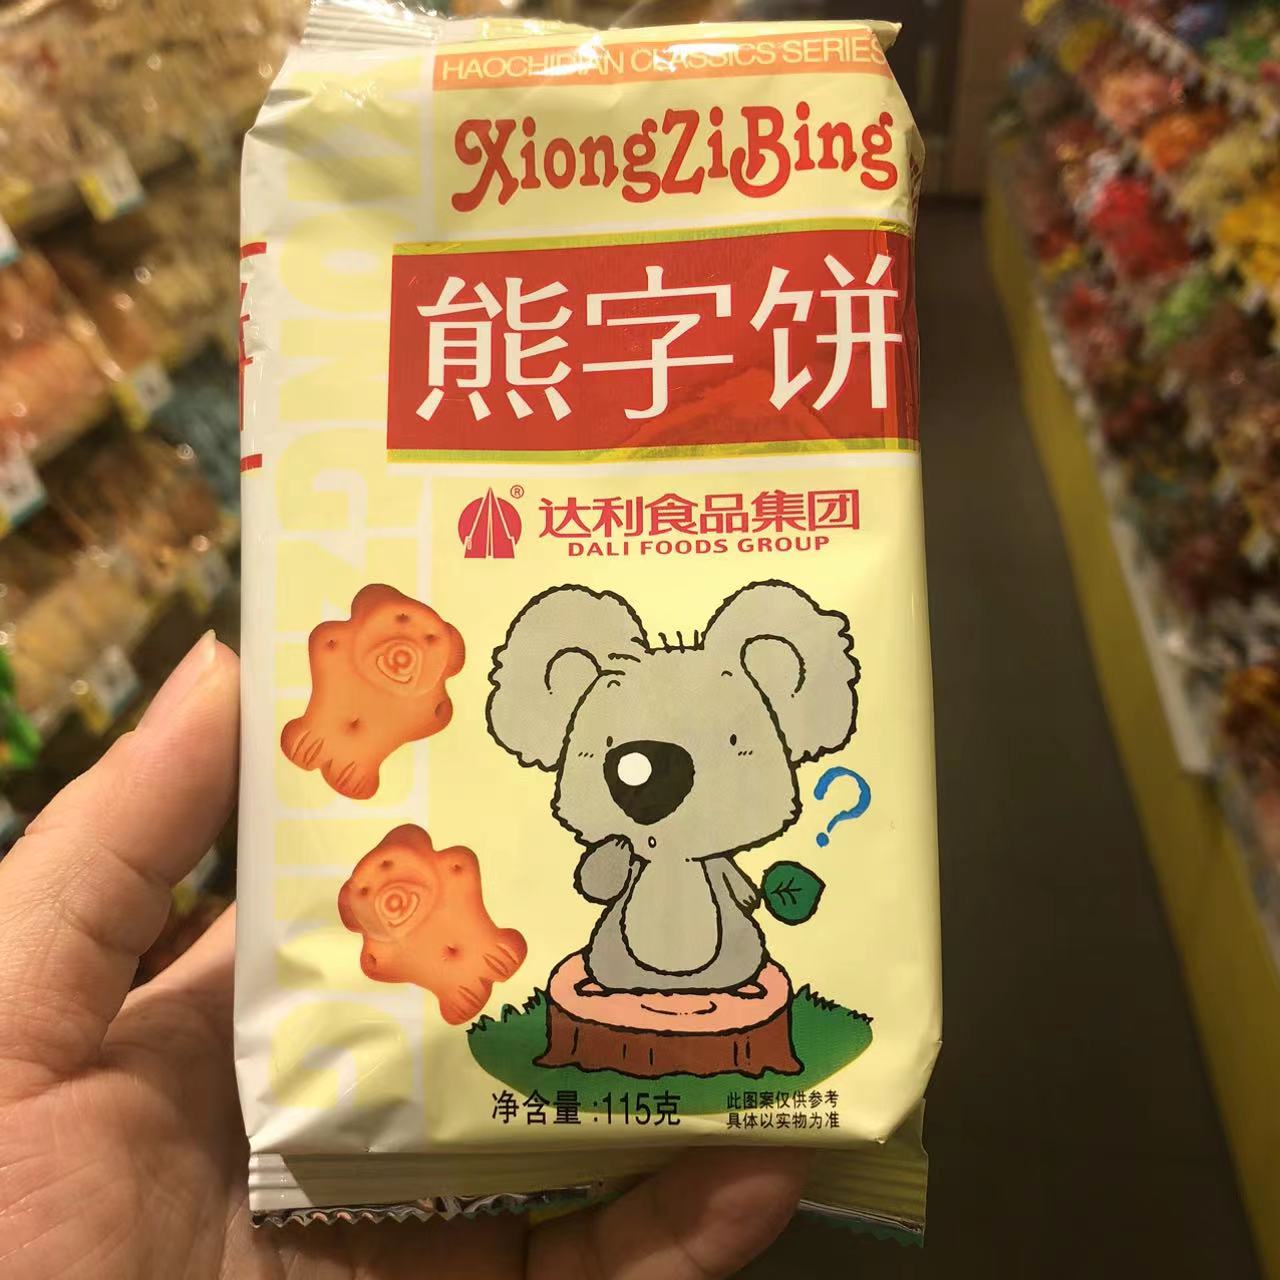 HAOCHIDIAN CLASSICS SERIES
XiongZiBing
熊字饼
达利食品集团
DALI FOODS GROUP
净含量:115克
此图案仅供参考
具体以实物为准